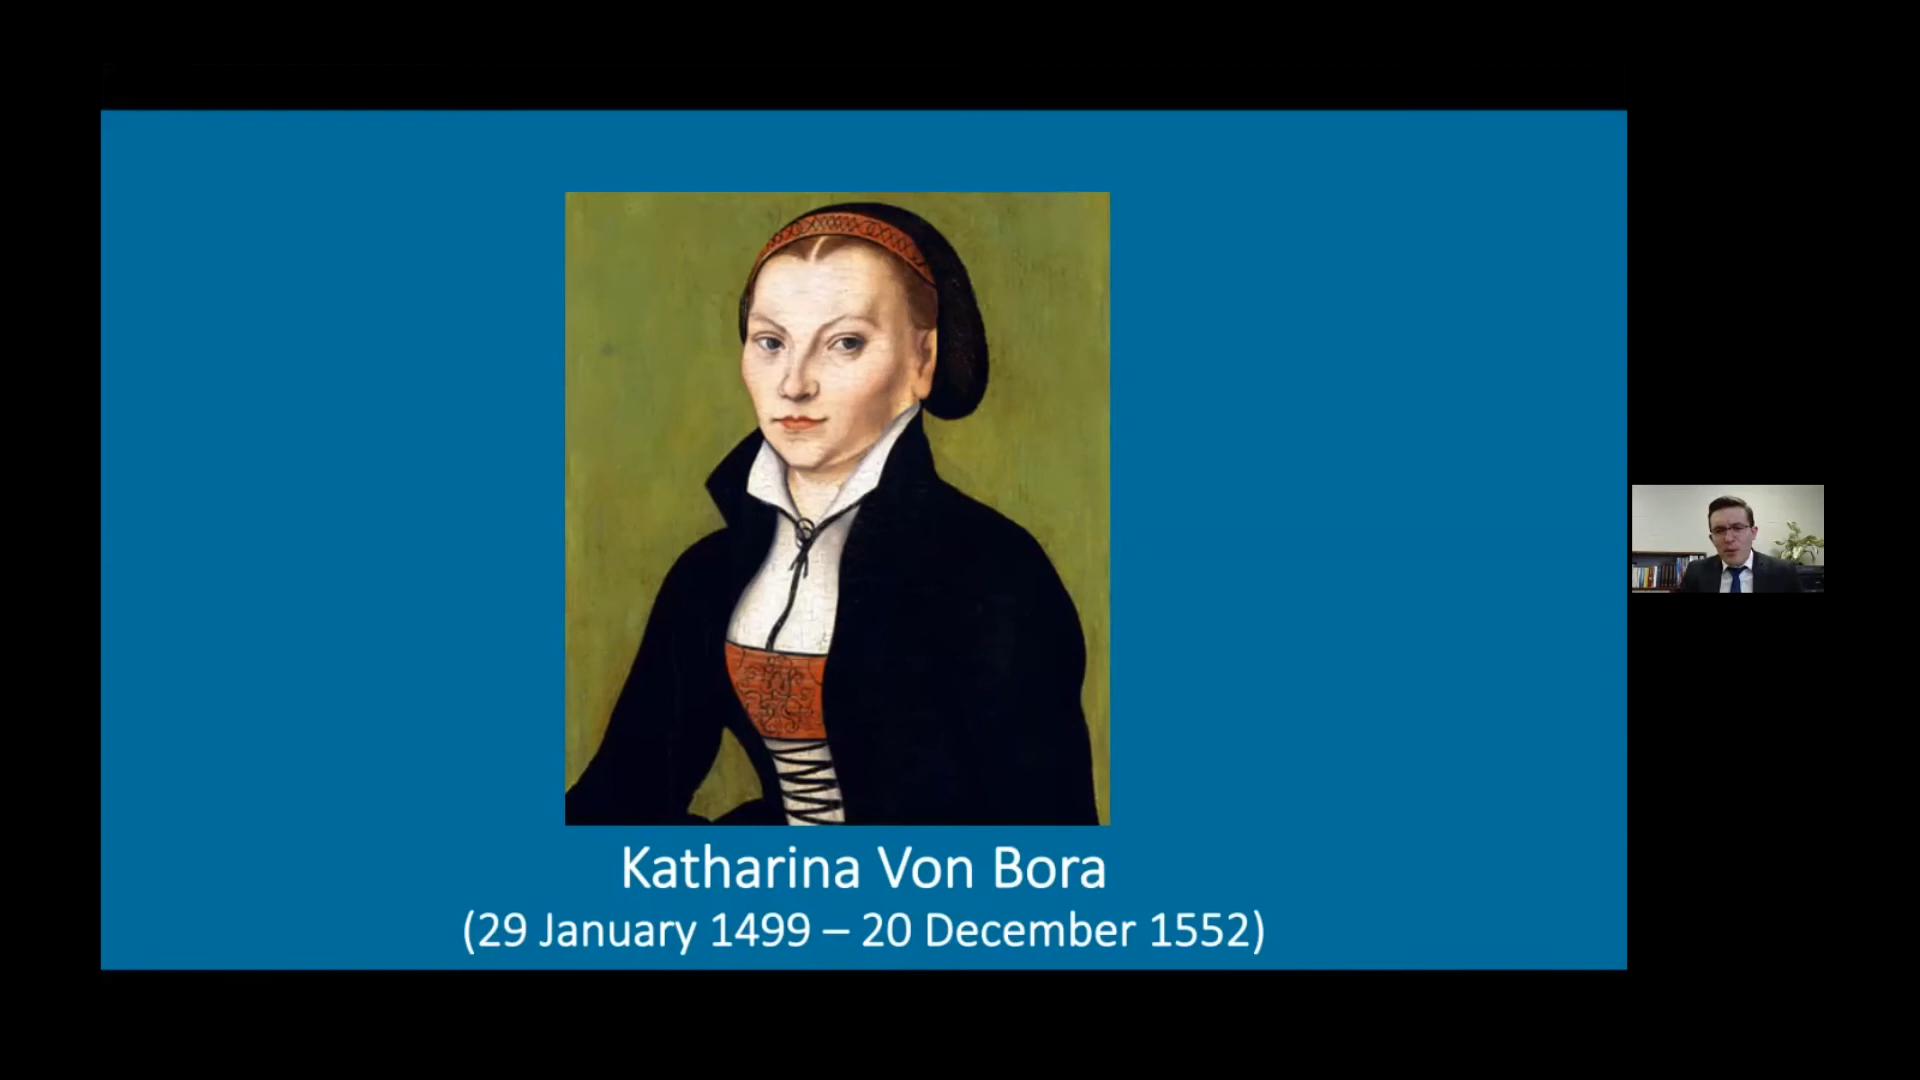 Katharina Von Bora
(29 January 1499 – 20 December 1552)